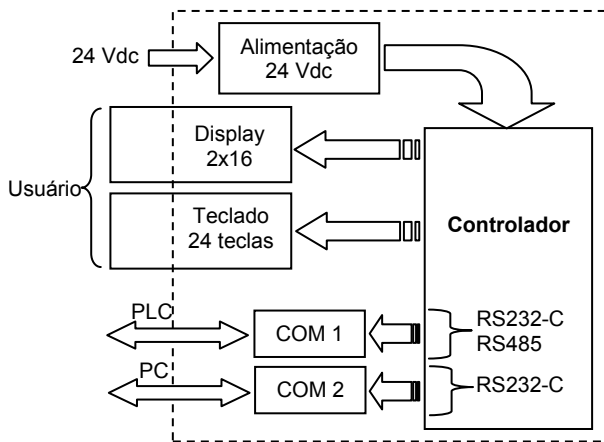 24 Vdc
Alimentação
24 Vdc
Display
2x16
Usuário
Teclado
24 teclas
Controlador
PLC
COM 1
RS232-C
RS485
PC
COM 2
RS232-C